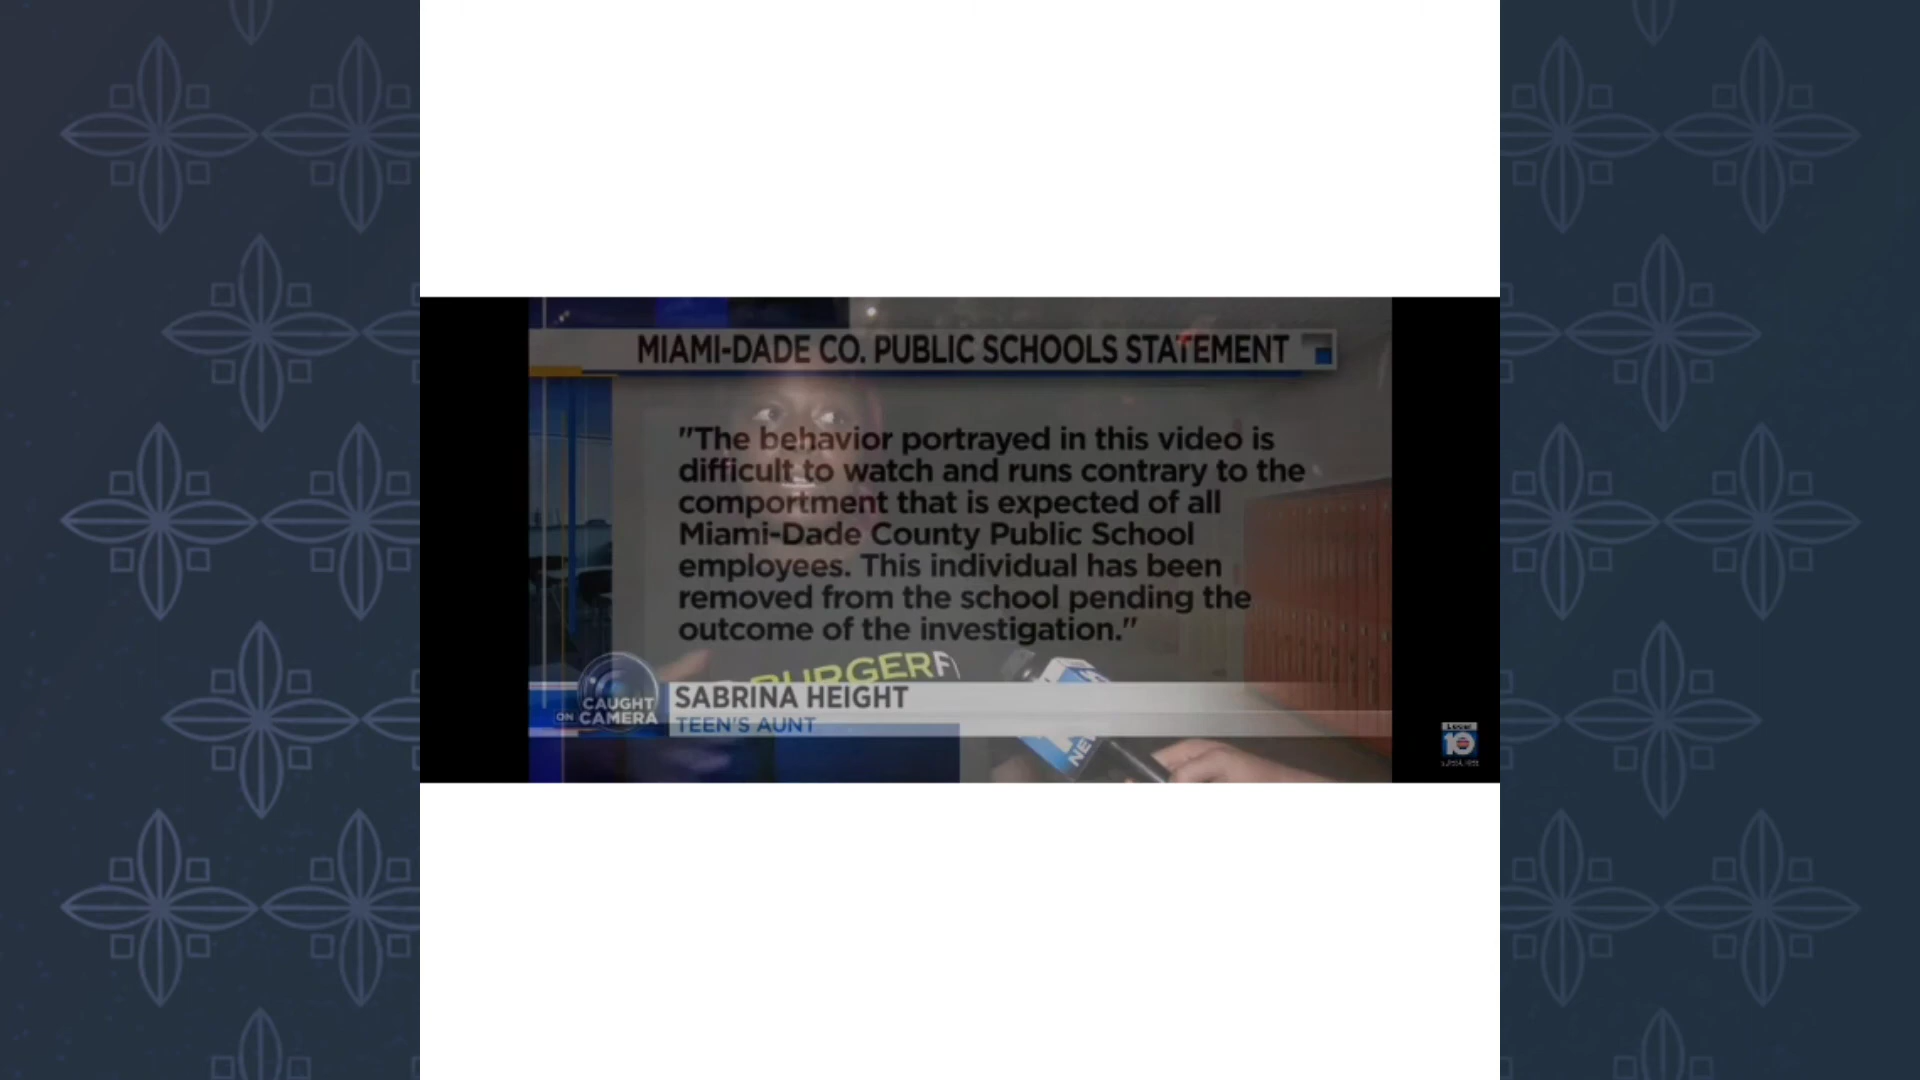 MIAMI-DADE CO. PUBLIC SCHOOLS STATEMENT
"The behavior portrayed in this video is
difficult to watch and runs contrary to the
comportment that is expected of all
Miami-Dade County Public School
employees. This individual has been
removed from the school pending the
outcome of the investigation."
BURGERF
CAUGHT
ON CAMERA
SABRINA HEIGHT
TEEN'S AUNT
NE
10